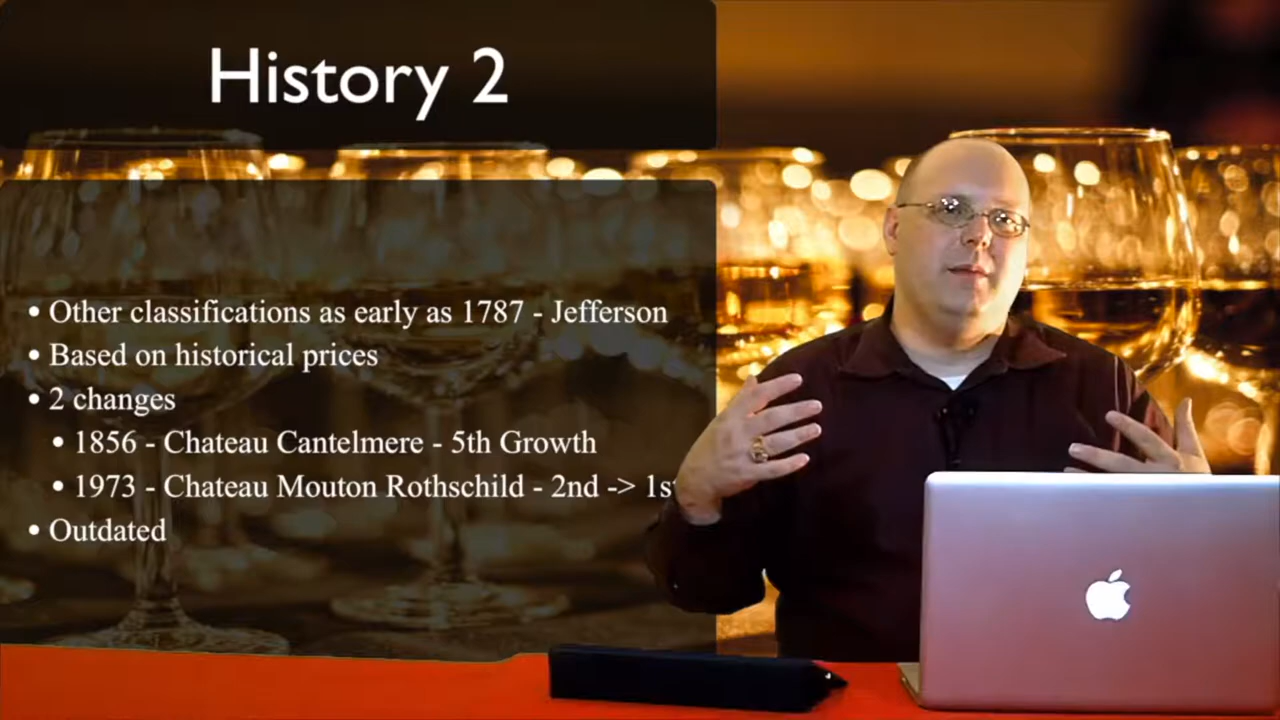 History 2
• Other classifications as early as 1787 - Jefferson
• Based on historical prices
• 2 changes
• 1856 - Chateau Cantelmere - 5th Growth
• 1973 - Chateau Mouton Rothschild - 2nd -> 1s
• Outdated